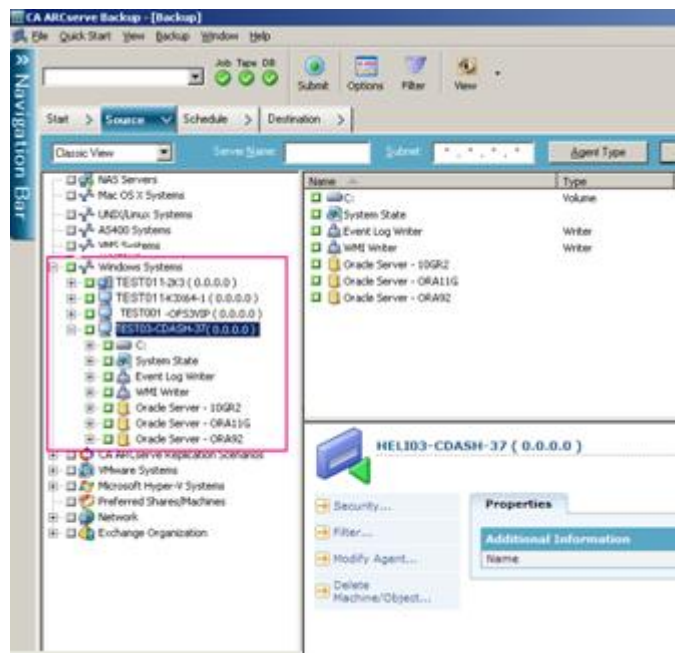 CA ARCserve Backup - [Backup]
File Quick Start View Backup Window Help
Job Tape DB
Submit Options Filter View
Start > Source Schedule > Destination >
Classic View Server Name: Subnet: Agent Type
» Navigation Bar
NAS Servers
Mac OS X Systems
UNIX/Linux Systems
AS400 Systems
VMS Systems
Windows Systems
TEST011-2K3 ( 0.0.0.0 )
TEST011-K3X64-1 ( 0.0.0.0 )
TEST001 -OPS3VIP ( 0.0.0.0 )
TEST03-CDASH-37( 0.0.0.0 )
C:
System State
Event Log Writer
WMI Writer
Oracle Server - 10GR2
Oracle Server - ORA11G
Oracle Server - ORA92
CA ARCserve Replication Scenarios
VMware Systems
Microsoft Hyper-V Systems
Preferred Shares/Machines
Network
Exchange Organization
Name Type
C: Volume
System State
Event Log Writer Writer
WMI Writer Writer
Oracle Server - 10GR2
Oracle Server - ORA11G
Oracle Server - ORA92
HELI03-CDASH-37 ( 0.0.0.0 )
Security...
Filter...
Modify Agent...
Delete
Machine/Object...
Properties
Additional Information
Name